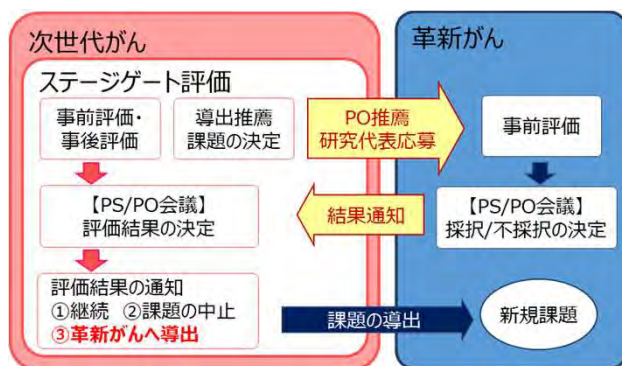 次世代がん
ステージゲート評価
事前評価・
事後評価
導出推薦
課題の決定
【PS/PO会議】
評価結果の決定
評価結果の通知
①継続 ②課題の中止
③革新がんへ導出
PO推薦
研究代表応募
結果通知
課題の導出
革新がん
事前評価
【PS/PO会議】
採択/不採択の決定
新規課題